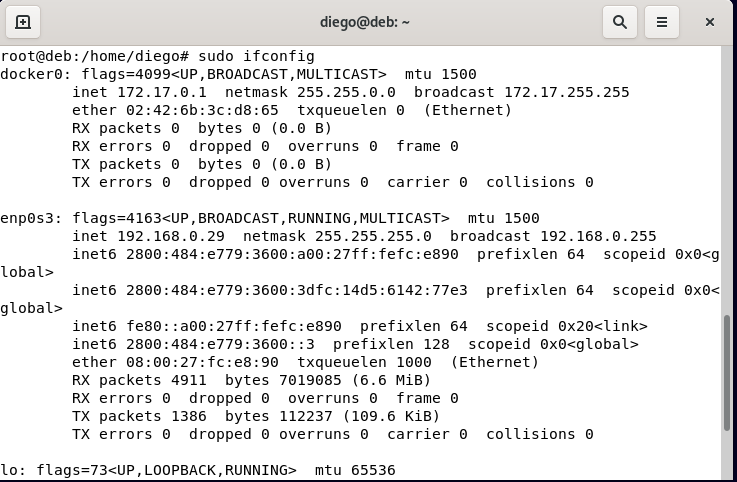 diego@deb: ~
root@deb:/home/diego# sudo ifconfig
docker0: flags=4099<UP,BROADCAST,MULTICAST>  mtu 1500
        inet 172.17.0.1  netmask 255.255.0.0  broadcast 172.17.255.255
        ether 02:42:6b:3c:d8:65  txqueuelen 0  (Ethernet)
        RX packets 0  bytes 0 (0.0 B)
        RX errors 0  dropped 0  overruns 0  frame 0
        TX packets 0  bytes 0 (0.0 B)
        TX errors 0  dropped 0 overruns 0  carrier 0  collisions 0

enp0s3: flags=4163<UP,BROADCAST,RUNNING,MULTICAST>  mtu 1500
        inet 192.168.0.29  netmask 255.255.255.0  broadcast 192.168.0.255
        inet6 2800:484:e779:3600:a00:27ff:fefc:e890  prefixlen 64  scopeid 0x0<g
lobal>
        inet6 2800:484:e779:3600:3dfc:14d5:6142:77e3  prefixlen 64  scopeid 0x0<
global>
        inet6 fe80::a00:27ff:fefc:e890  prefixlen 64  scopeid 0x20<link>
        inet6 2800:484:e779:3600::3  prefixlen 128  scopeid 0x0<global>
        ether 08:00:27:fc:e8:90  txqueuelen 1000  (Ethernet)
        RX packets 4911  bytes 7019085 (6.6 MiB)
        RX errors 0  dropped 0  overruns 0  frame 0
        TX packets 1386  bytes 112237 (109.6 KiB)
        TX errors 0  dropped 0 overruns 0  carrier 0  collisions 0

lo: flags=73<UP,LOOPBACK,RUNNING>  mtu 65536